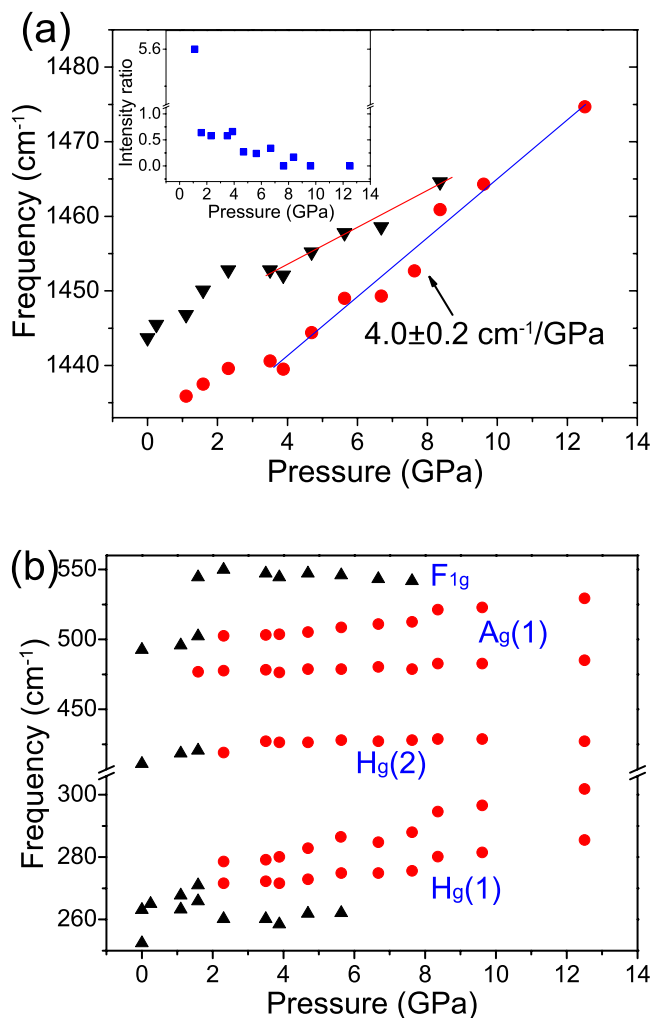 (a)
1480
1470
1460
1450
1440
Frequency (cm⁻¹)
5.6
1.0
0.5
0.0
Intensity ratio
0 2 4 6 8 10 12 14
Pressure (GPa)
4.0±0.2 cm⁻¹/GPa
0 2 4 6 8 10 12 14
Pressure (GPa)
(b)
550
500
450
300
280
260
Frequency (cm⁻¹)
F1g
Ag(1)
Hg(2)
Hg(1)
0 2 4 6 8 10 12 14
Pressure (GPa)